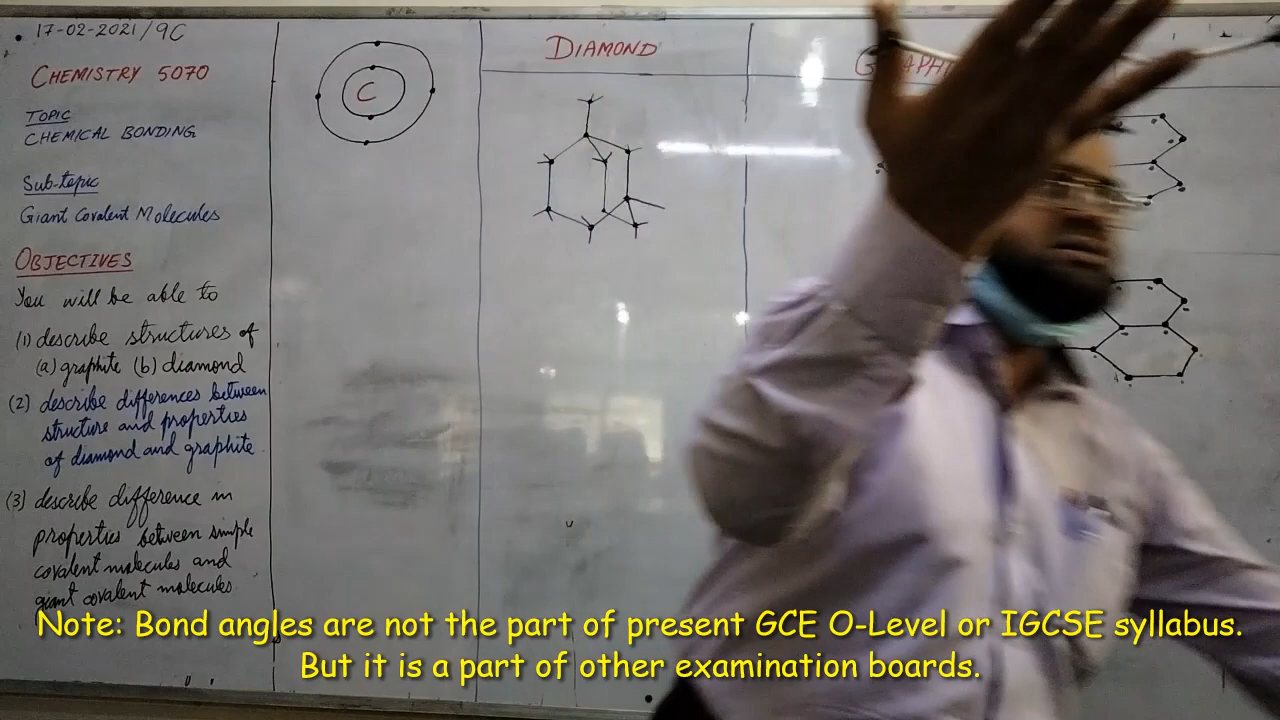 17-02-2021/9C
CHEMISTRY 5070
TOPIC
CHEMICAL BONDING
Sub-topic
Giant Covalent Molecules
OBJECTIVES
You will be able to
(1) describe structures of
(a) graphite (b) diamond
(2) describe differences between
structure and properties
of diamond and graphite
(3) describe difference in
properties between simple
covalent molecules and
giant covalent molecules
C
DIAMOND
Note: Bond angles are not the part of present GCE O-Level or IGCSE syllabus.
But it is a part of other examination boards.